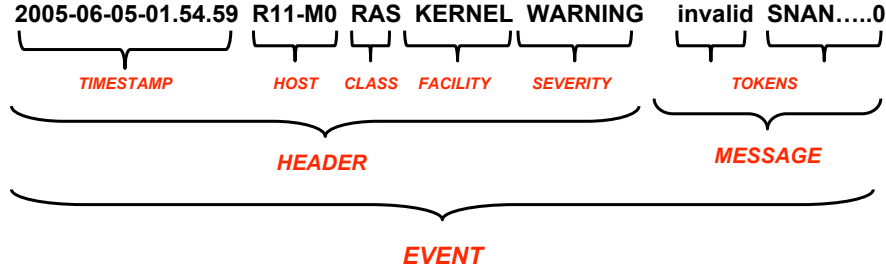 2005-06-05-01.54.59 R11-M0 RAS KERNEL WARNING invalid SNAN.....0
TIMESTAMP HOST CLASS FACILITY SEVERITY TOKENS
HEADER MESSAGE
EVENT